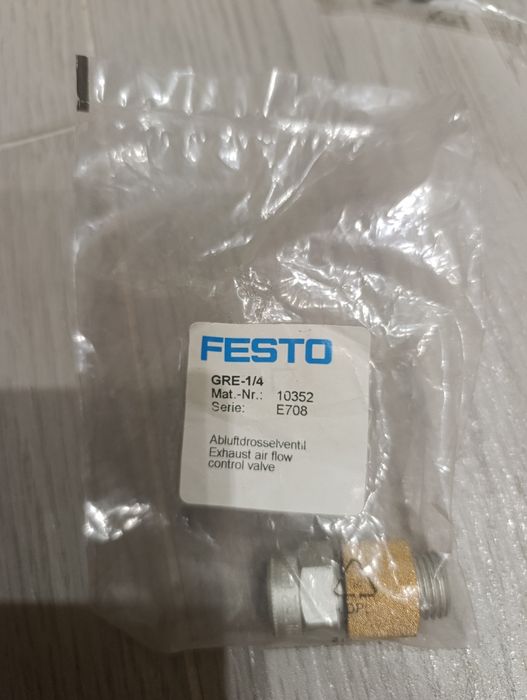 FESTO
GRE-1/4
Mat.-Nr.: 10352
Serie: E708
Abluftdrosselventil
Exhaust air flow
control valve